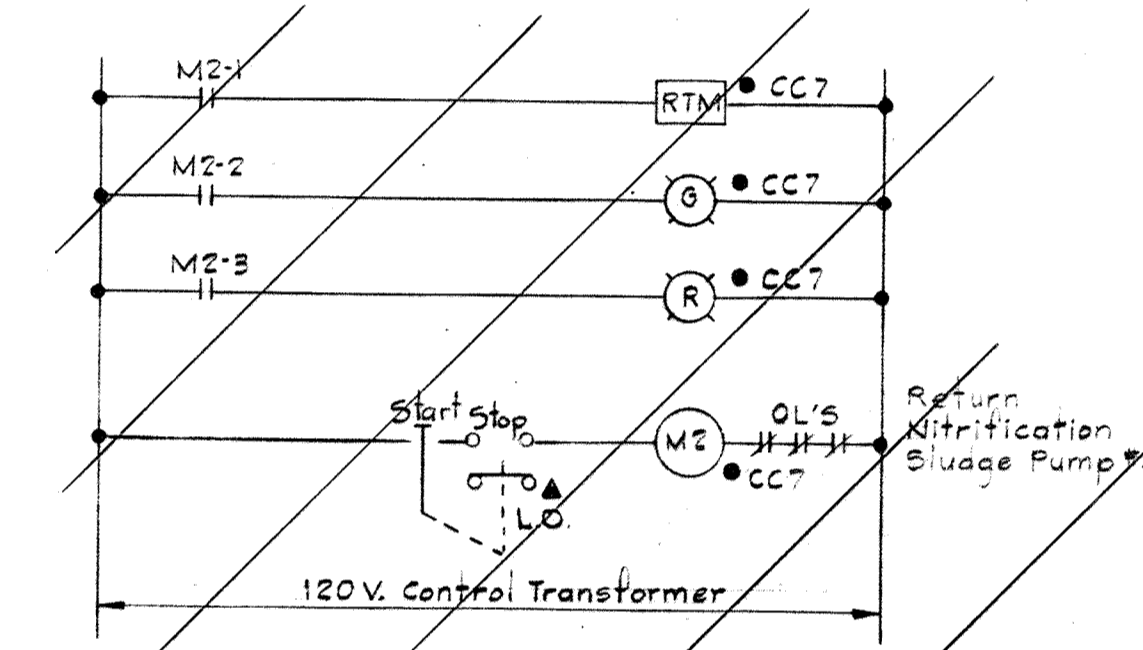 M2-1
RTM
CC7
M2-2
G
CC7
M2-3
R
CC7
Start Stop
M2
OL'S
CC7
L.O.
Return
Nitrification
Sludge Pump #
120 V. Control Transformer